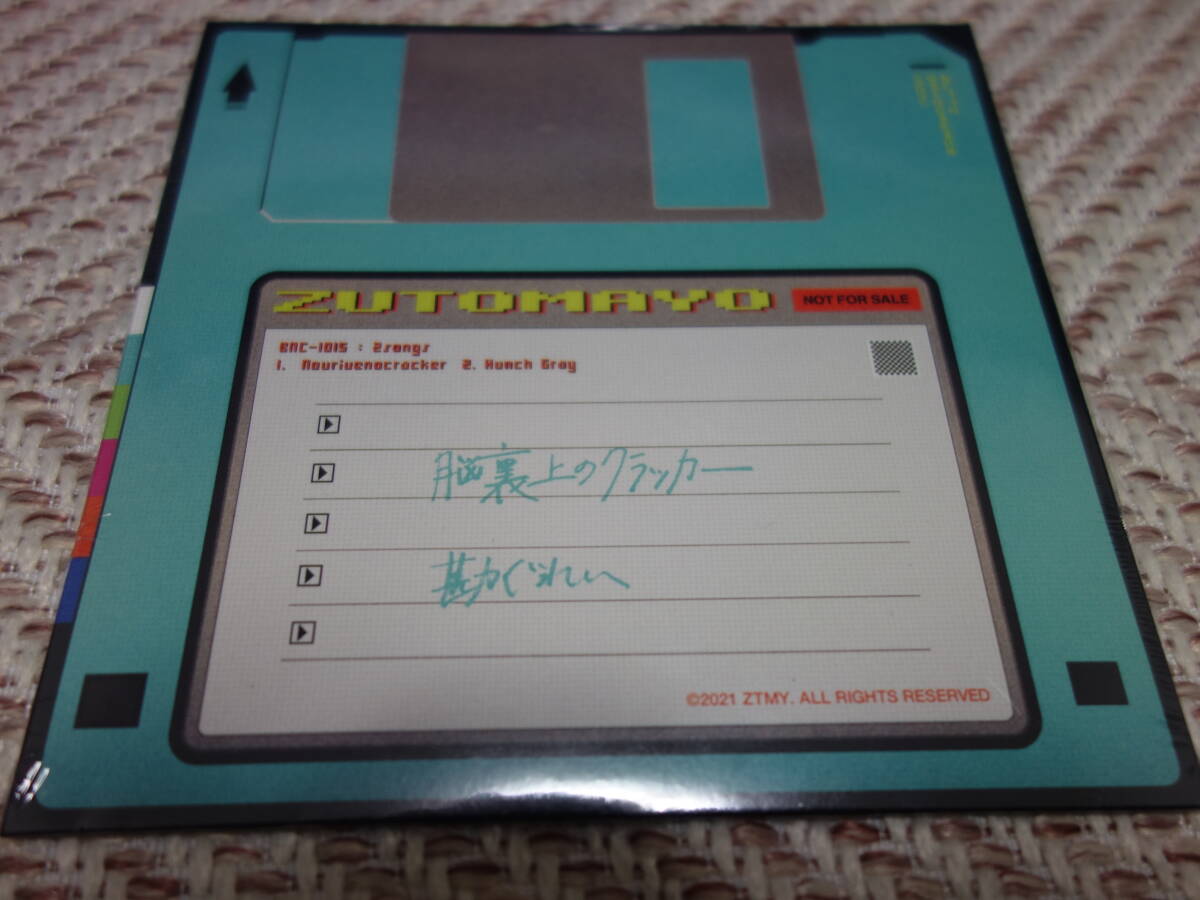 ZUTOMAYO
NOT FOR SALE
ENC-1015 : 2songs
1. Nouriuenocracker 2. Hunch Gray
脳裏上のクラッカー
勘ぐれい
©2021 ZTMY. ALL RIGHTS RESERVED